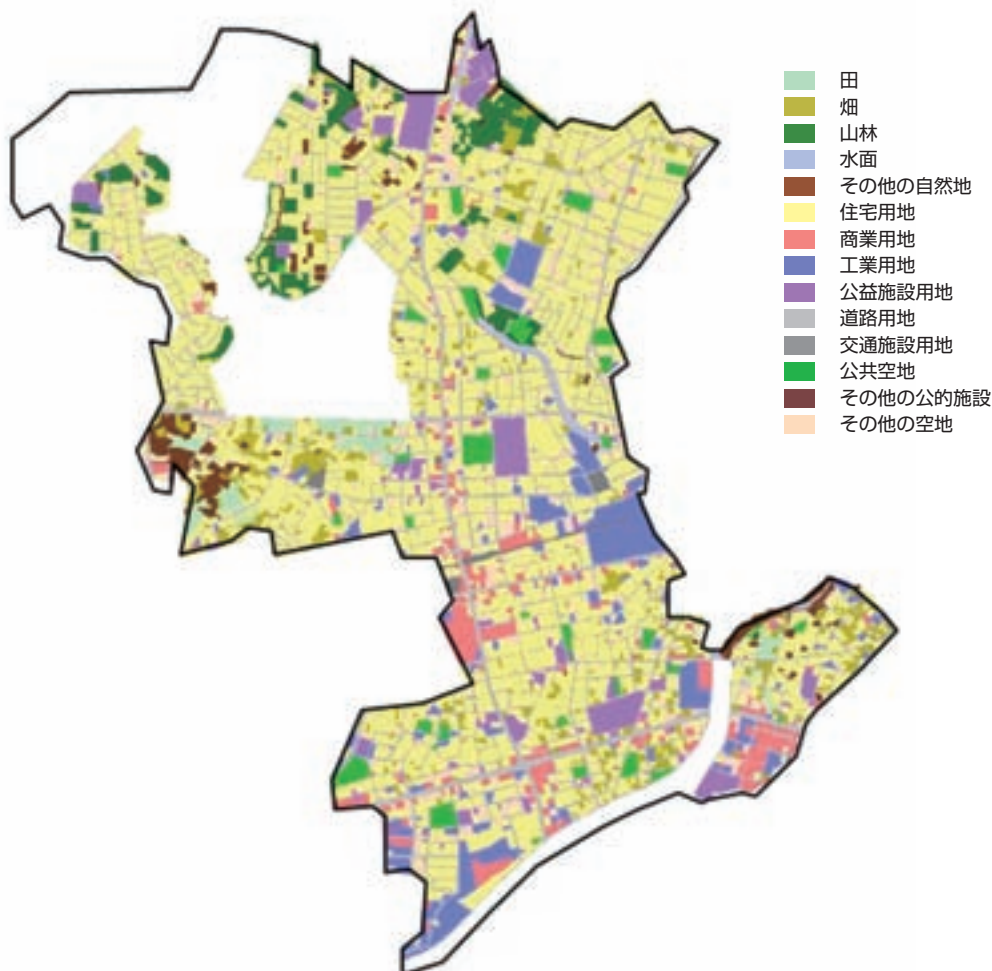 田
畑
山林
水面
その他の自然地
住宅用地
商業用地
工業用地
公益施設用地
道路用地
交通施設用地
公共空地
その他の公的施設
その他の空地